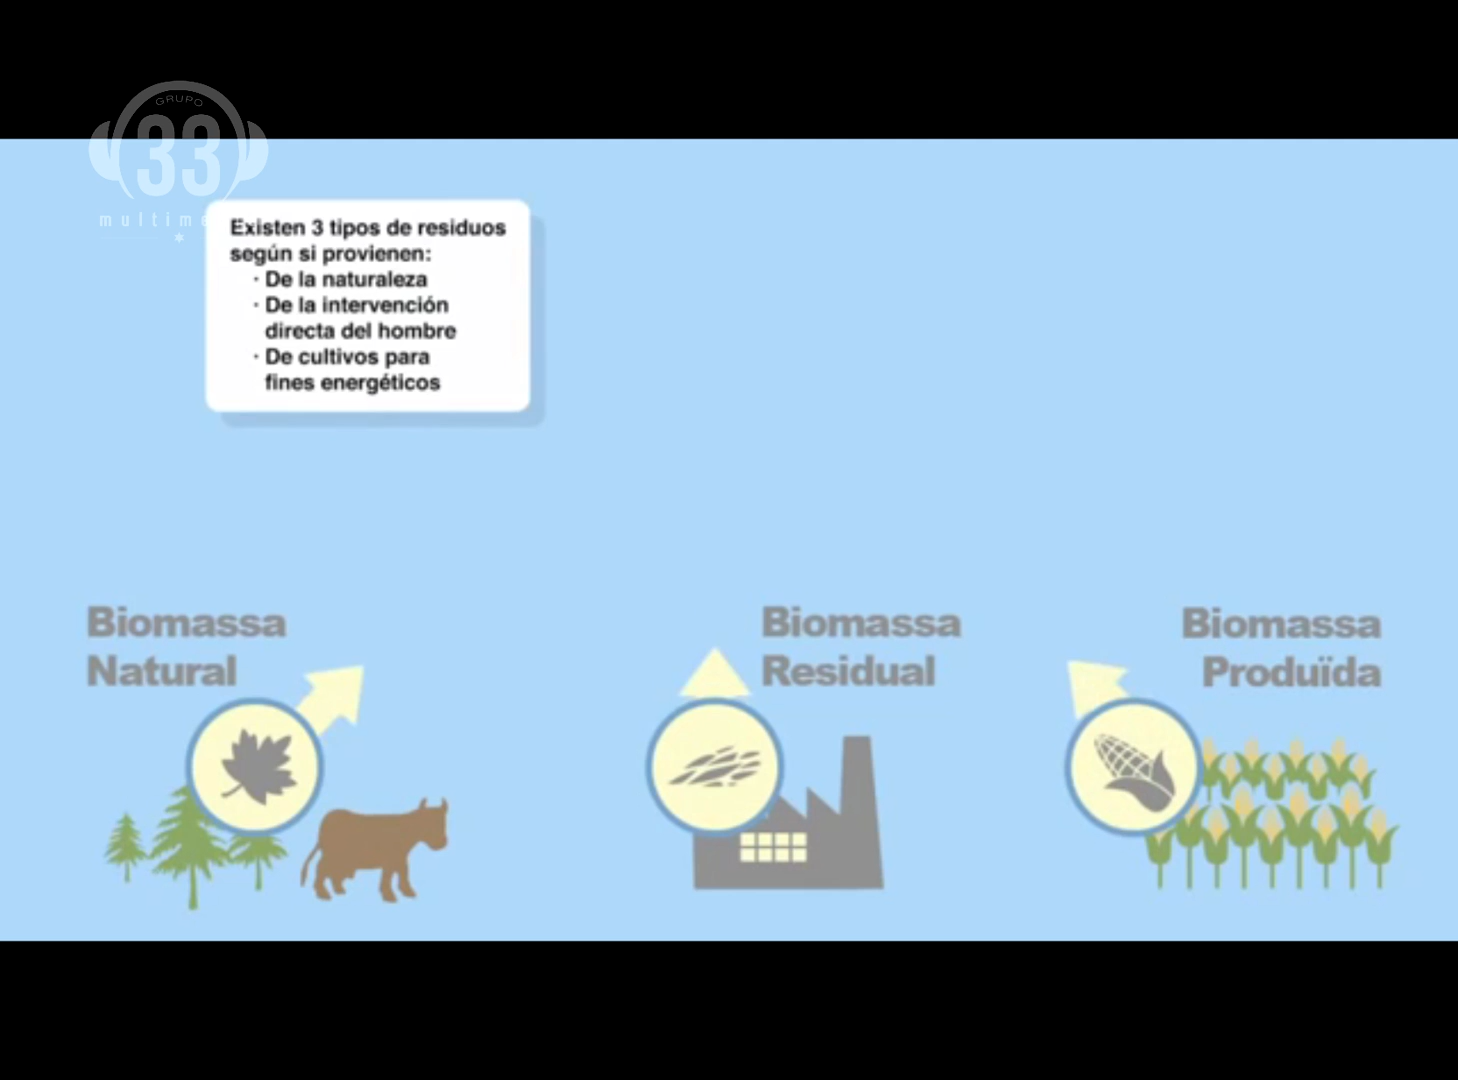 GRUPO
33
multime
Existen 3 tipos de residuos
según si provienen:
· De la naturaleza
· De la intervención
directa del hombre
· De cultivos para
fines energéticos
Biomassa
Natural
Biomassa
Residual
Biomassa
Produïda